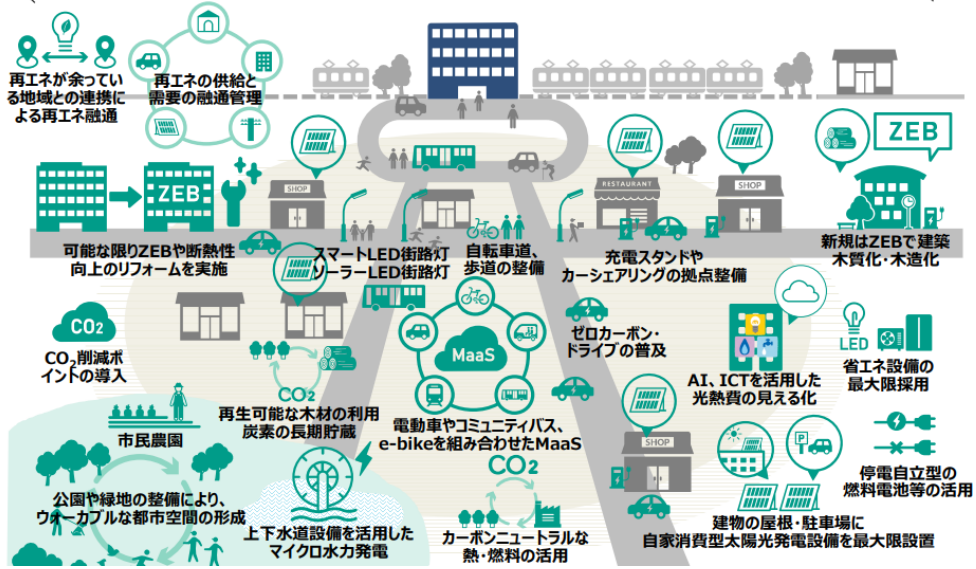 再エネが余ってい
る地域との連携に
よる再エネ融通
再エネの供給と
需要の融通管理
ZEB
ZEB
SHOP
RESTAURANT
SHOP
可能な限りZEBや断熱性
向上のリフォームを実施
スマートLED街路灯
ソーラーLED街路灯
自転車道、
歩道の整備
充電スタンドや
カーシェアリングの拠点整備
新規はZEBで建築
木質化・木造化
CO2
CO₂削減ポ
イントの導入
CO2
再生可能な木材の利用
炭素の長期貯蔵
MaaS
電動車やコミュニティバス、
e-bikeを組み合わせたMaaS
ゼロカーボン・
ドライブの普及
AI、ICTを活用した
光熱費の見える化
LED
省エネ設備の
最大限採用
市民農園
公園や緑地の整備により、
ウォーカブルな都市空間の形成
上下水道設備を活用した
マイクロ水力発電
CO2
カーボンニュートラルな
熱・燃料の活用
SHOP
P
建物の屋根・駐車場に
自家消費型太陽光発電設備を最大限設置
停電自立型の
燃料電池等の活用